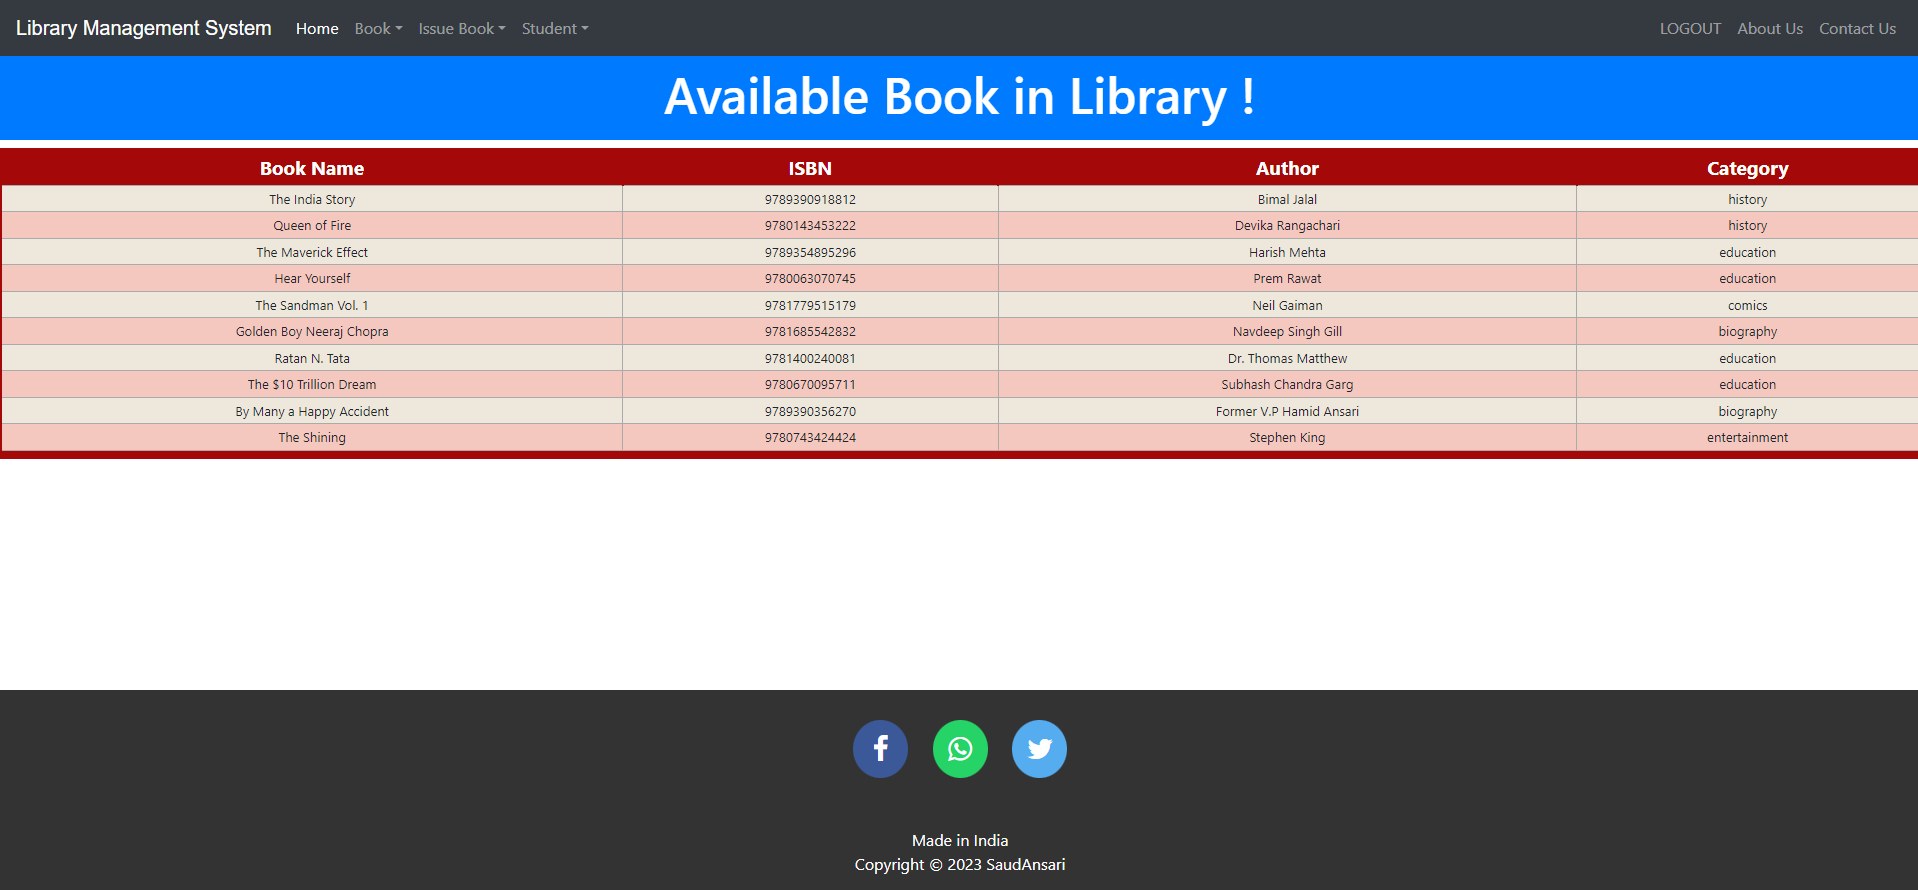 Library Management System Home Book Issue Book Student LOGOUT About Us Contact Us
Available Book in Library !
Book Name ISBN Author Category
The India Story 9789390918812 Bimal Jalal history
Queen of Fire 9780143453222 Devika Rangachari history
The Maverick Effect 9789354895296 Harish Mehta education
Hear Yourself 9780063070745 Prem Rawat education
The Sandman Vol. 1 9781779515179 Neil Gaiman comics
Golden Boy Neeraj Chopra 9781685542832 Navdeep Singh Gill biography
Ratan N. Tata 9781400240081 Dr. Thomas Matthew education
The $10 Trillion Dream 9780670095711 Subhash Chandra Garg education
By Many a Happy Accident 9789390356270 Former V.P Hamid Ansari biography
The Shining 9780743424424 Stephen King entertainment
Made in India
Copyright © 2023 SaudAnsari